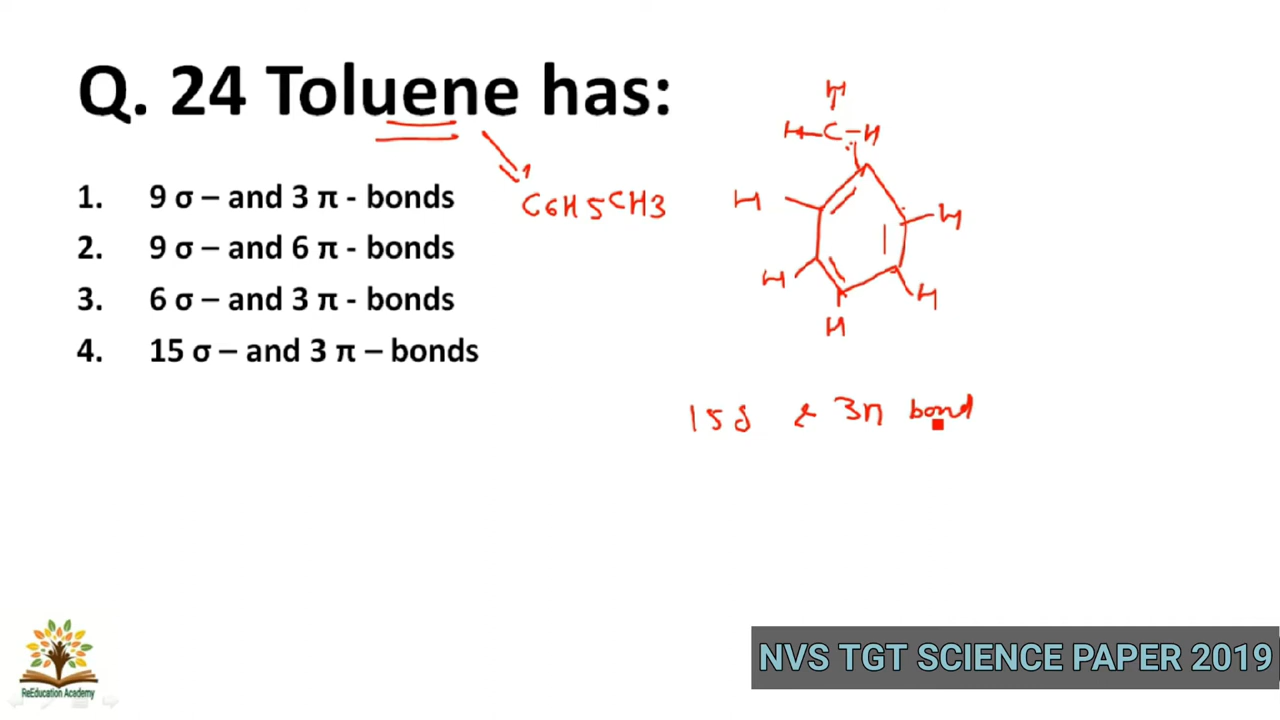 Q. 24 Toluene has:
1. 9 σ – and 3 π - bonds
2. 9 σ – and 6 π - bonds
3. 6 σ – and 3 π - bonds
4. 15 σ – and 3 π – bonds
C6H5CH3
H
H-C-H
H H
H H
H
15 σ & 3π bond
ReEducation Academy
NVS TGT SCIENCE PAPER 2019